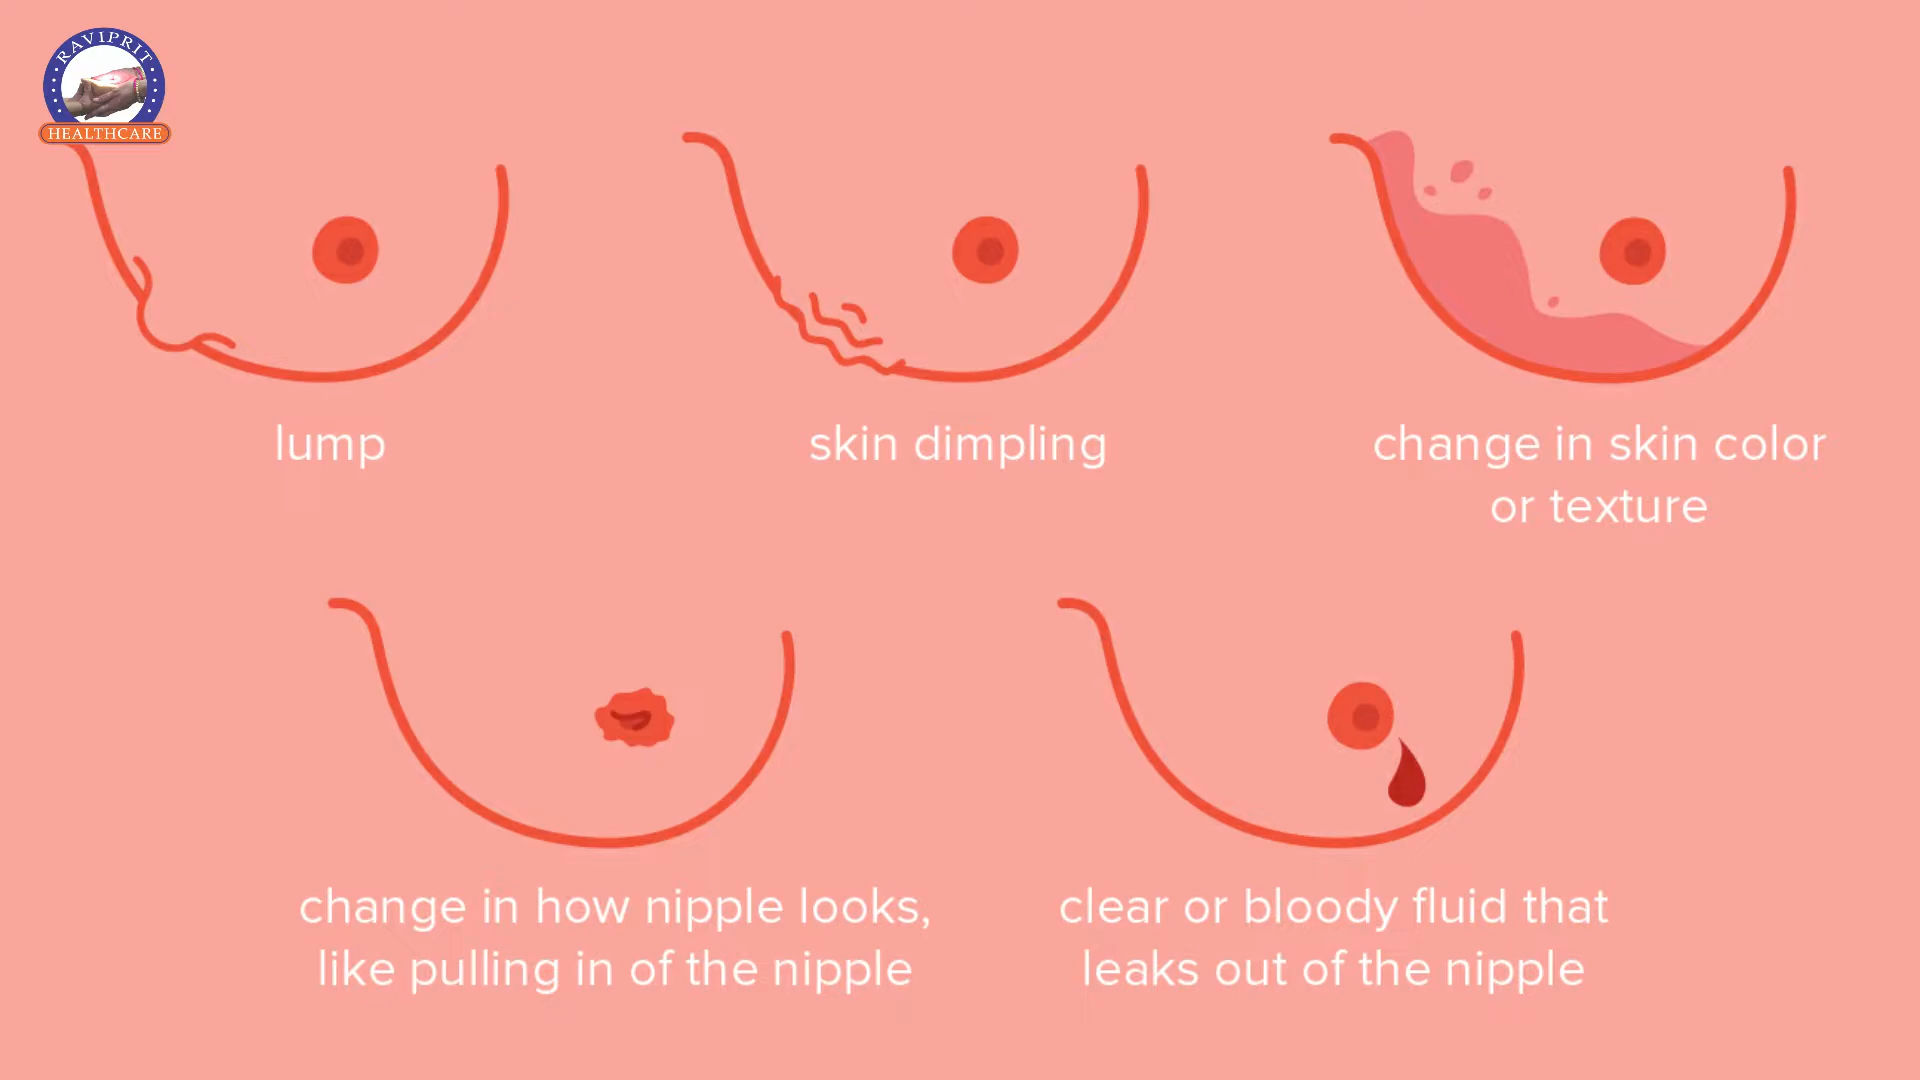 RAVIPRIT
HEALTHCARE
lump
skin dimpling
change in skin color
or texture
change in how nipple looks,
like pulling in of the nipple
clear or bloody fluid that
leaks out of the nipple